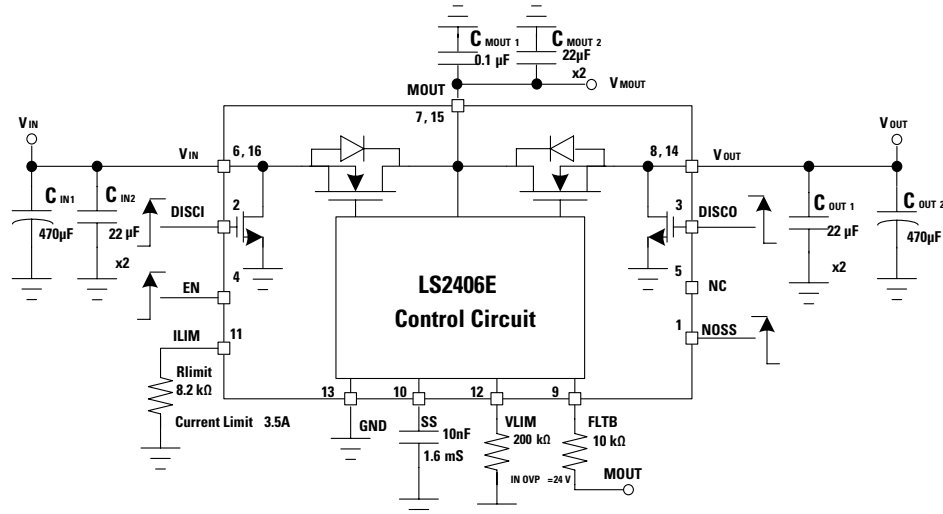 C MOUT 1
0.1 µF
C MOUT 2
22µF
x2
V MOUT
MOUT
7, 15
V IN
V IN
6, 16
8, 14
V OUT
V OUT
C IN1
470µF
C IN2
22 µF
x2
DISCI
2
3
DISCO
C OUT 1
22 µF
x2
C OUT 2
470µF
4
EN
5
NC
LS2406E
Control Circuit
11
ILIM
1
NOSS
Rlimit
8.2 kΩ
Current Limit 3.5A
13
GND
10
SS
10nF
1.6 mS
12
VLIM
200 kΩ
IN OVP =24 V
9
FLTB
10 kΩ
MOUT